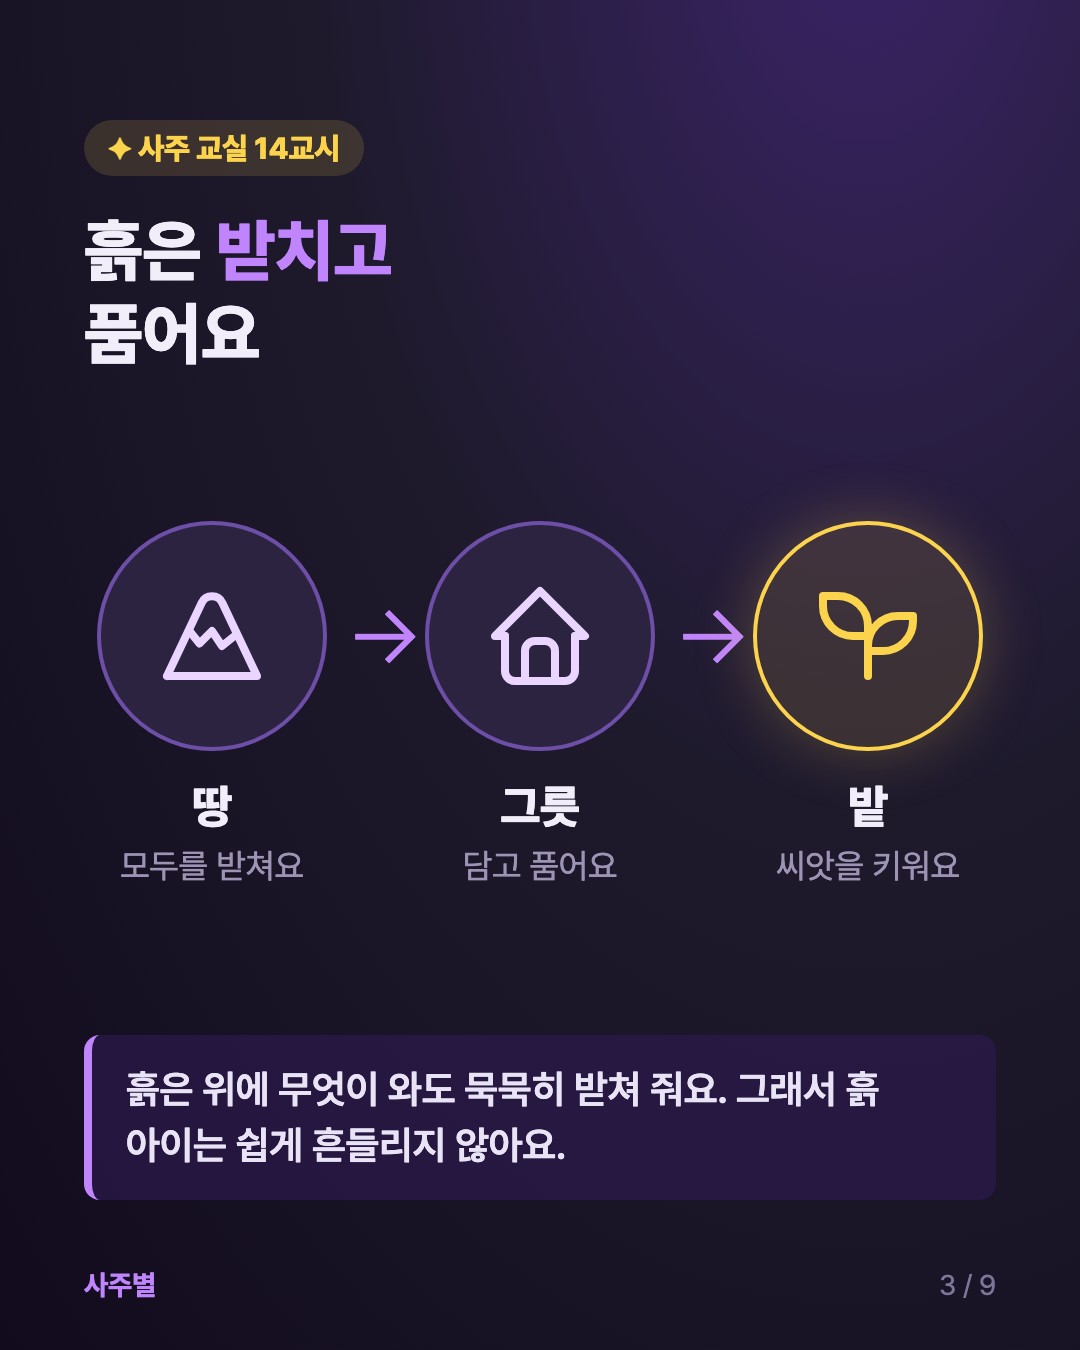 ✦ 사주 교실 14교시
흙은 받치고
품어요
땅
모두를 받쳐요
그릇
담고 품어요
밭
씨앗을 키워요
흙은 위에 무엇이 와도 묵묵히 받쳐 줘요. 그래서 흙
아이는 쉽게 흔들리지 않아요.
사주별
3 / 9